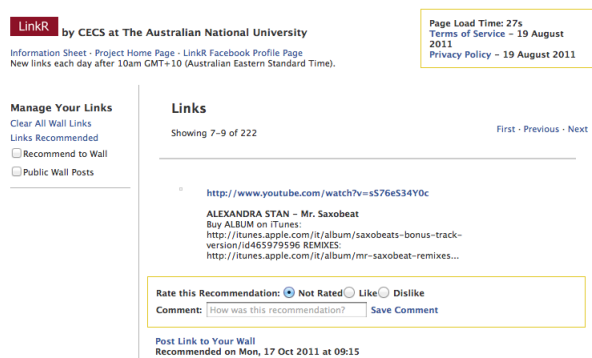 LinkR by CECS at The Australian National University
Information Sheet · Project Home Page · LinkR Facebook Profile Page
New links each day after 10am GMT+10 (Australian Eastern Standard Time).
Page Load Time: 27s
Terms of Service – 19 August
2011
Privacy Policy – 19 August 2011
Manage Your Links
Clear All Wall Links
Links Recommended
Recommend to Wall
Public Wall Posts
Links
Showing 7–9 of 222
First · Previous · Next
http://www.youtube.com/watch?v=sS76eS34Y0c
ALEXANDRA STAN – Mr. Saxobeat
Buy ALBUM on iTunes:
http://itunes.apple.com/it/album/saxobeats-bonus-track-
version/id465979596 REMIXES:
http://itunes.apple.com/it/album/mr-saxobeat-remixes...
Rate this Recommendation: Not Rated Like Dislike
Comment: How was this recommendation? Save Comment
Post Link to Your Wall
Recommended on Mon, 17 Oct 2011 at 09:15